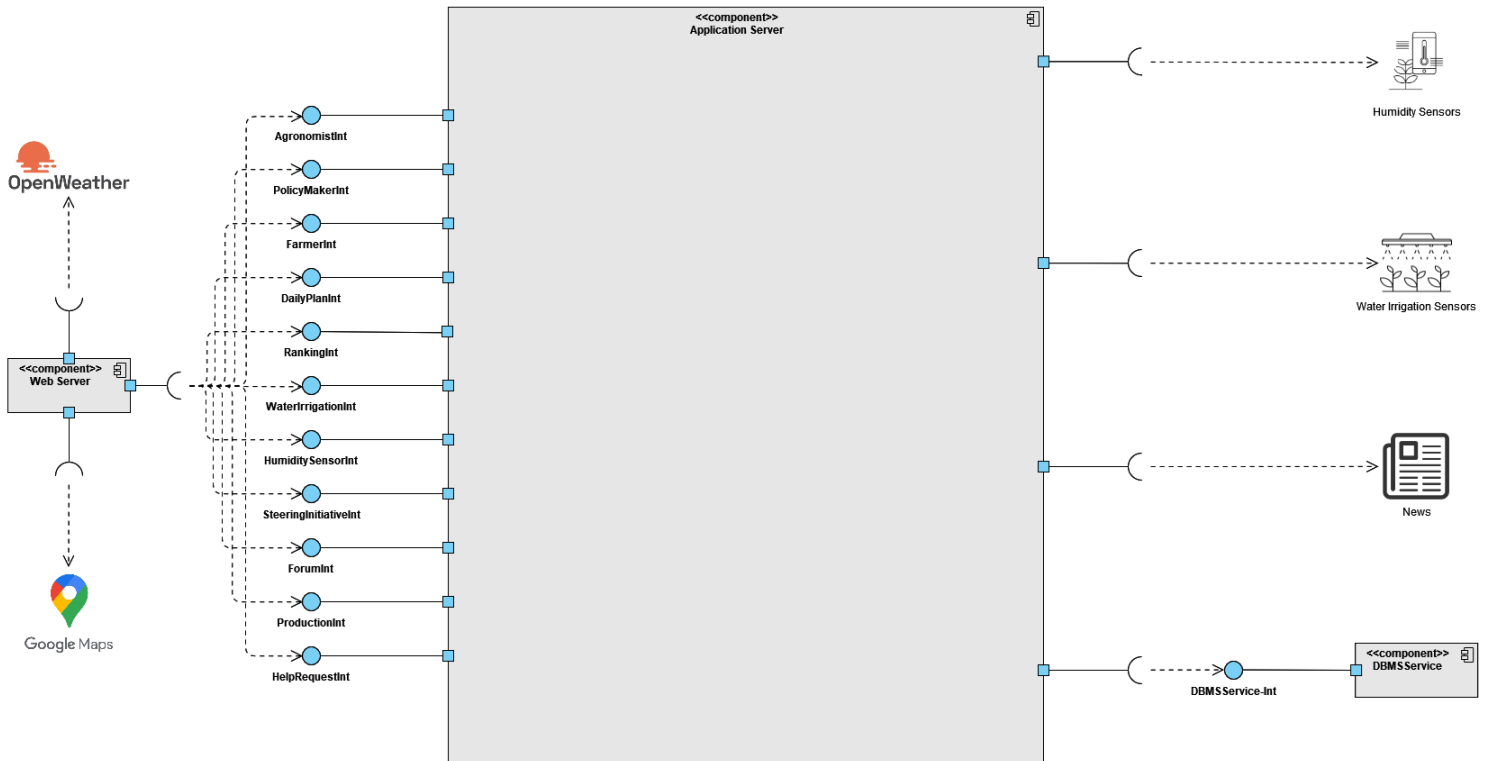 <<component>>
Application Server
Humidity Sensors
AgronomistInt
OpenWeather
PolicyMakerInt
FarmerInt
DailyPlanInt
Water Irrigation Sensors
RankingInt
<<component>>
Web Server
WaterIrrigationInt
HumiditySensorInt
SteeringInitiativeInt
News
ForumInt
ProductionInt
Google Maps
HelpRequestInt
<<component>>
DBMSService
DBMSService-Int